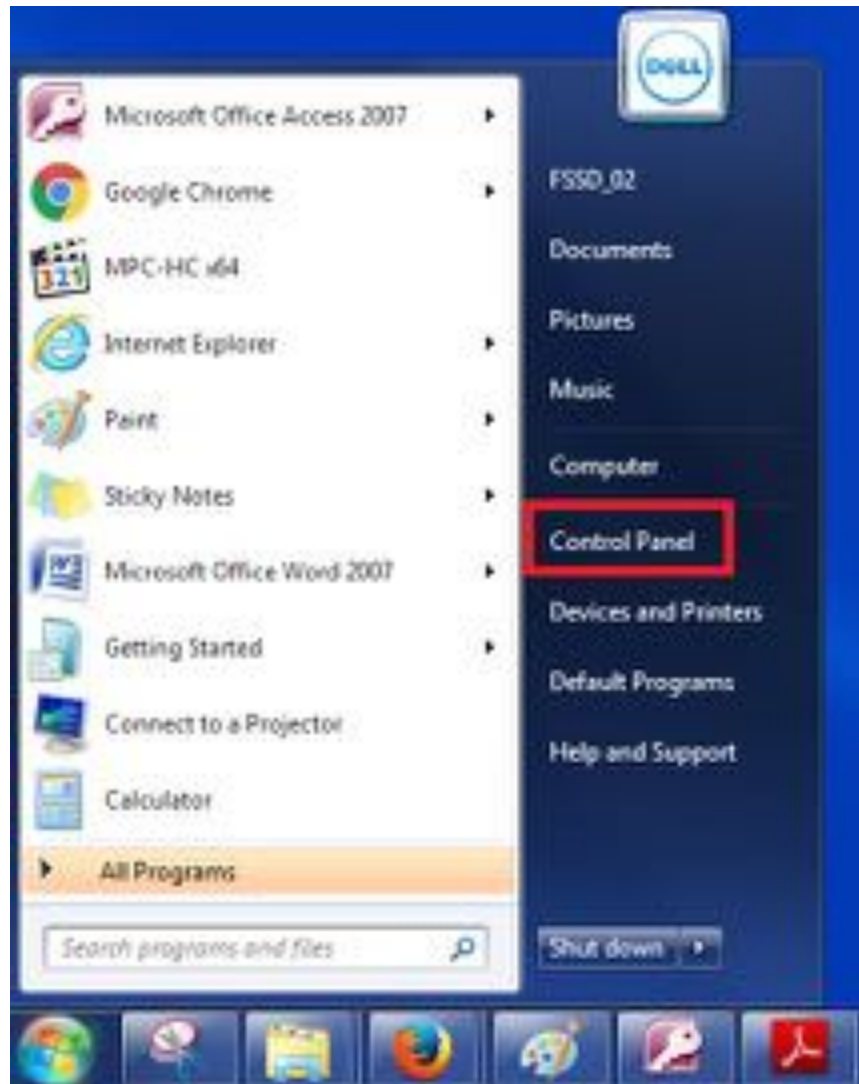 DELL
Microsoft Office Access 2007
Google Chrome
MPC-HC x64
Internet Explorer
Paint
Sticky Notes
Microsoft Office Word 2007
Getting Started
Connect to a Projector
Calculator
All Programs
Search programs and files
FSSD_02
Documents
Pictures
Music
Computer
Control Panel
Devices and Printers
Default Programs
Help and Support
Shut down